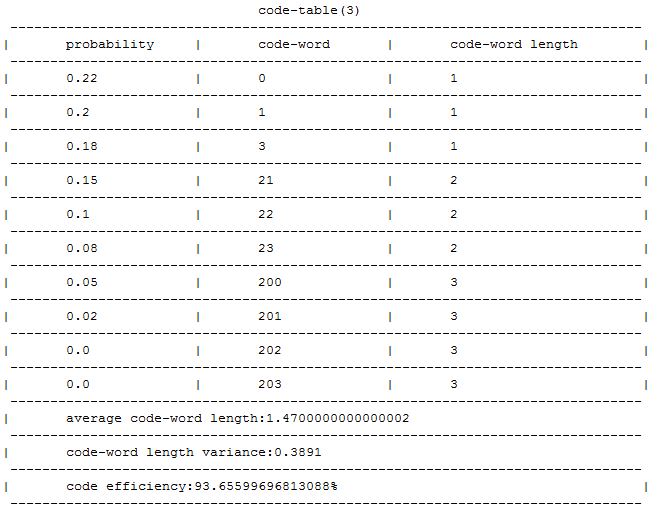 code-table(3)
probability | code-word | code-word length
0.22 | 0 | 1
0.2 | 1 | 1
0.18 | 3 | 1
0.15 | 21 | 2
0.1 | 22 | 2
0.08 | 23 | 2
0.05 | 200 | 3
0.02 | 201 | 3
0.0 | 202 | 3
0.0 | 203 | 3
average code-word length:1.4700000000000002
code-word length variance:0.3891
code efficiency:93.65599696813088%